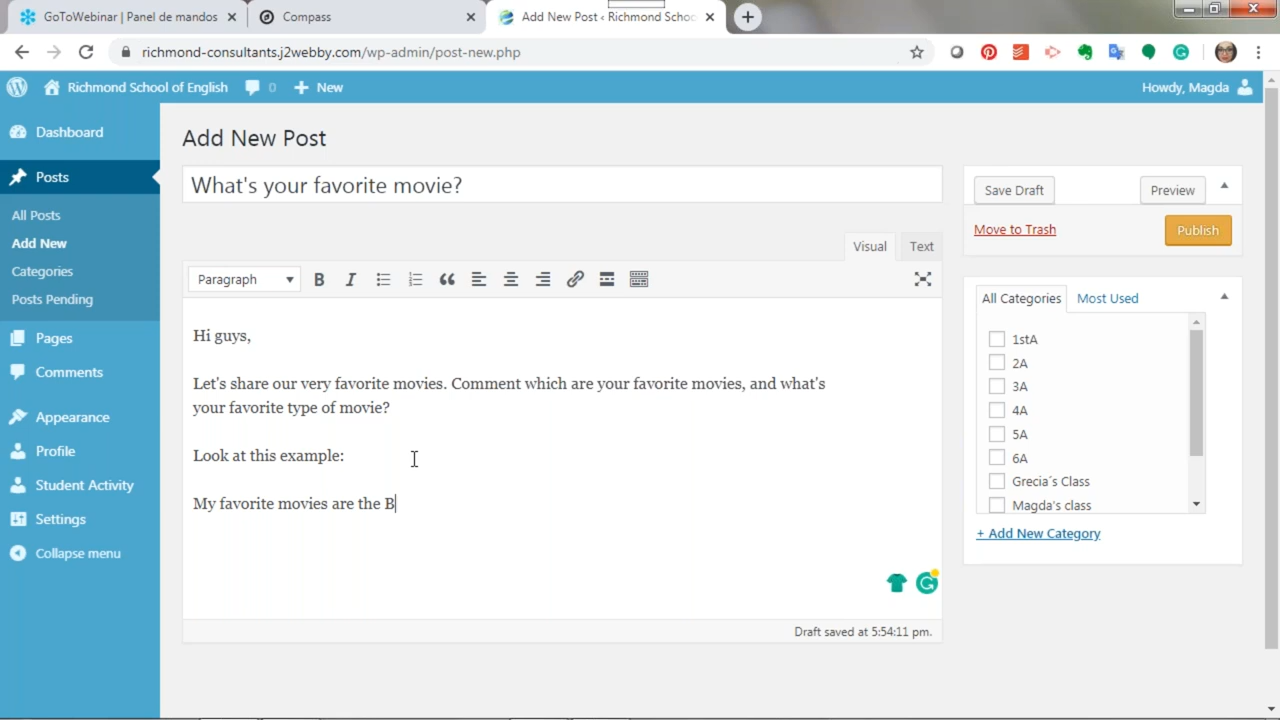 GoToWebinar | Panel de mandos
Compass
Add New Post ‹ Richmond Schoo
richmond-consultants.j2webby.com/wp-admin/post-new.php
Richmond School of English
0
New
Howdy, Magda
Dashboard
Posts
All Posts
Add New
Categories
Posts Pending
Pages
Comments
Appearance
Profile
Student Activity
Settings
Collapse menu
Add New Post
What's your favorite movie?
Visual
Text
Paragraph
B
I
Hi guys,
Let's share our very favorite movies. Comment which are your favorite movies, and what's
your favorite type of movie?
Look at this example:
My favorite movies are the B
Draft saved at 5:54:11 pm.
Save Draft
Preview
Move to Trash
Publish
All Categories
Most Used
1stA
2A
3A
4A
5A
6A
Grecia´s Class
Magda's class
+ Add New Category